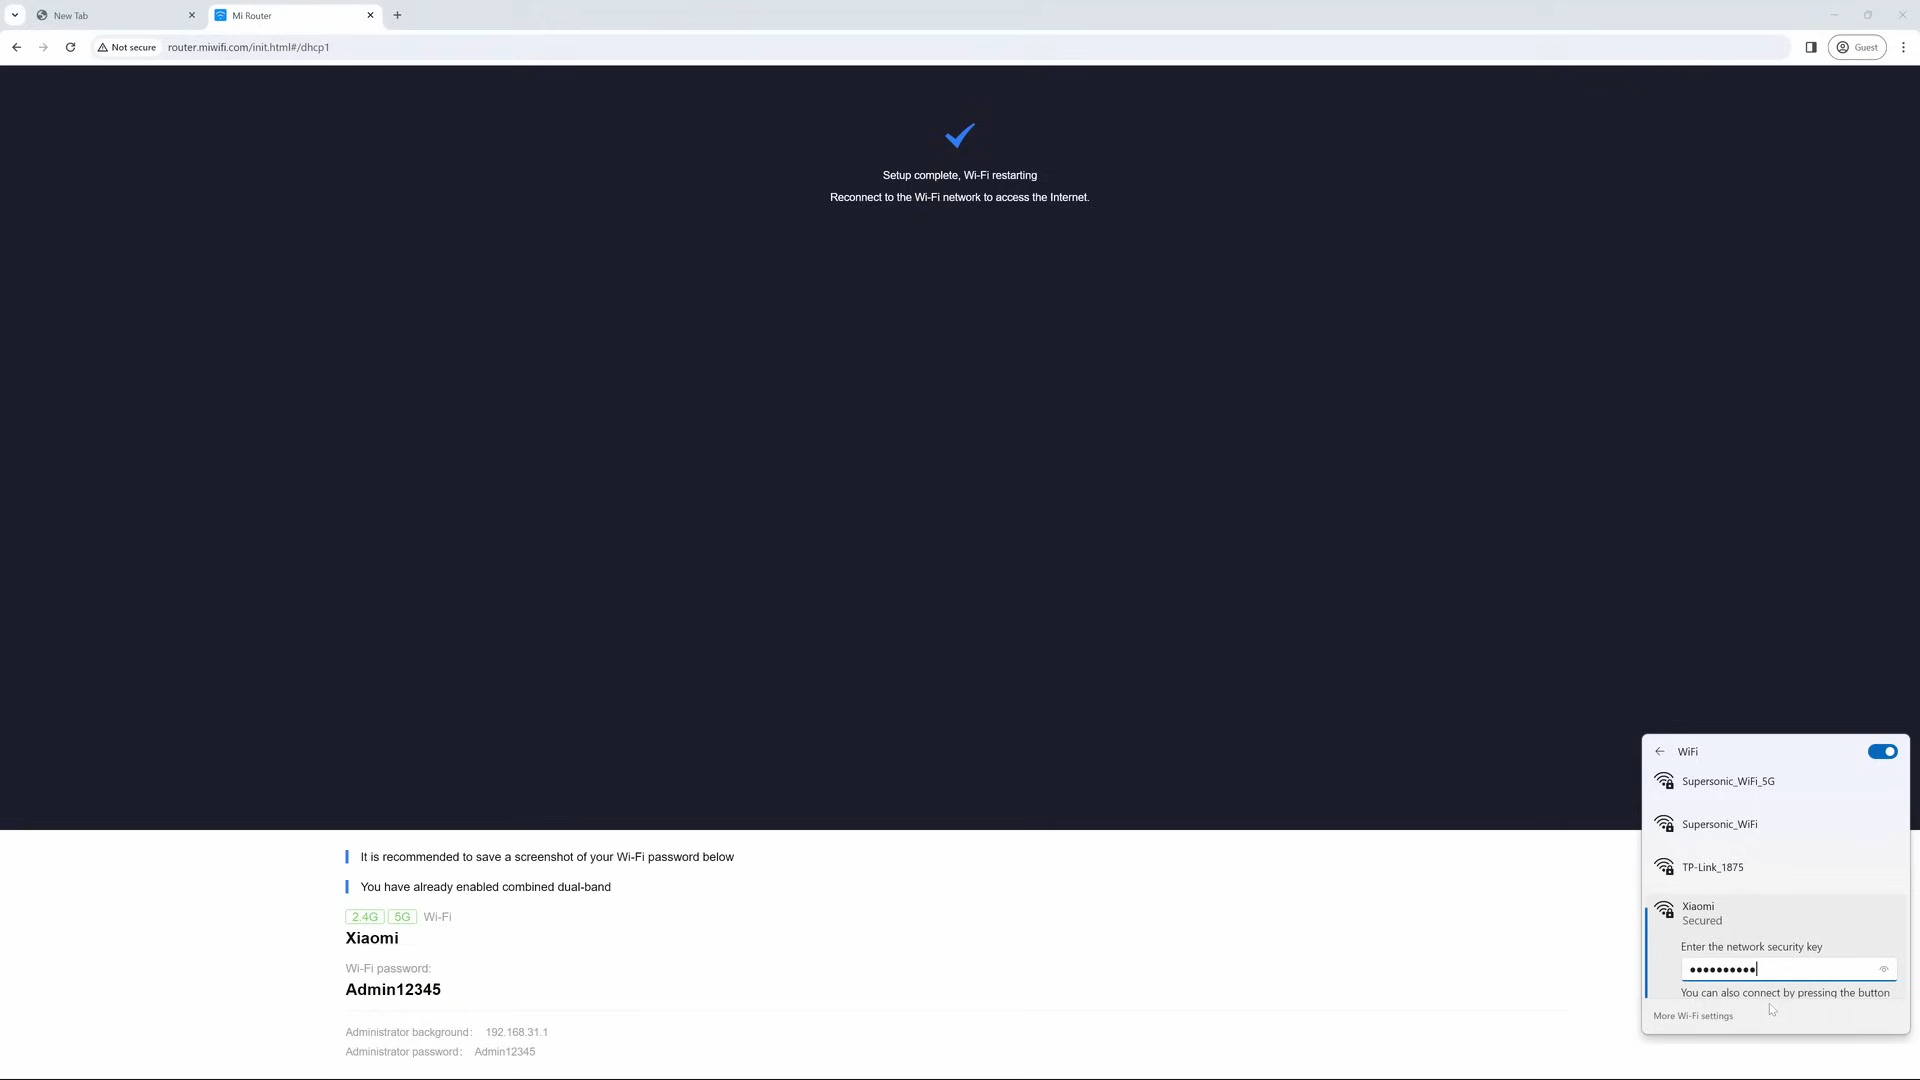 New Tab
Mi Router
Not secure
router.miwifi.com/init.html#/dhcp1
Guest
Setup complete, Wi-Fi restarting
Reconnect to the Wi-Fi network to access the Internet.
It is recommended to save a screenshot of your Wi-Fi password below
You have already enabled combined dual-band
2.4G 5G Wi-Fi
Xiaomi
Wi-Fi password:
Admin12345
Administrator background: 192.168.31.1
Administrator password: Admin12345
WiFi
Supersonic_WiFi_5G
Supersonic_WiFi
TP-Link_1875
Xiaomi
Secured
Enter the network security key
●●●●●●●●●●
You can also connect by pressing the button
More Wi-Fi settings